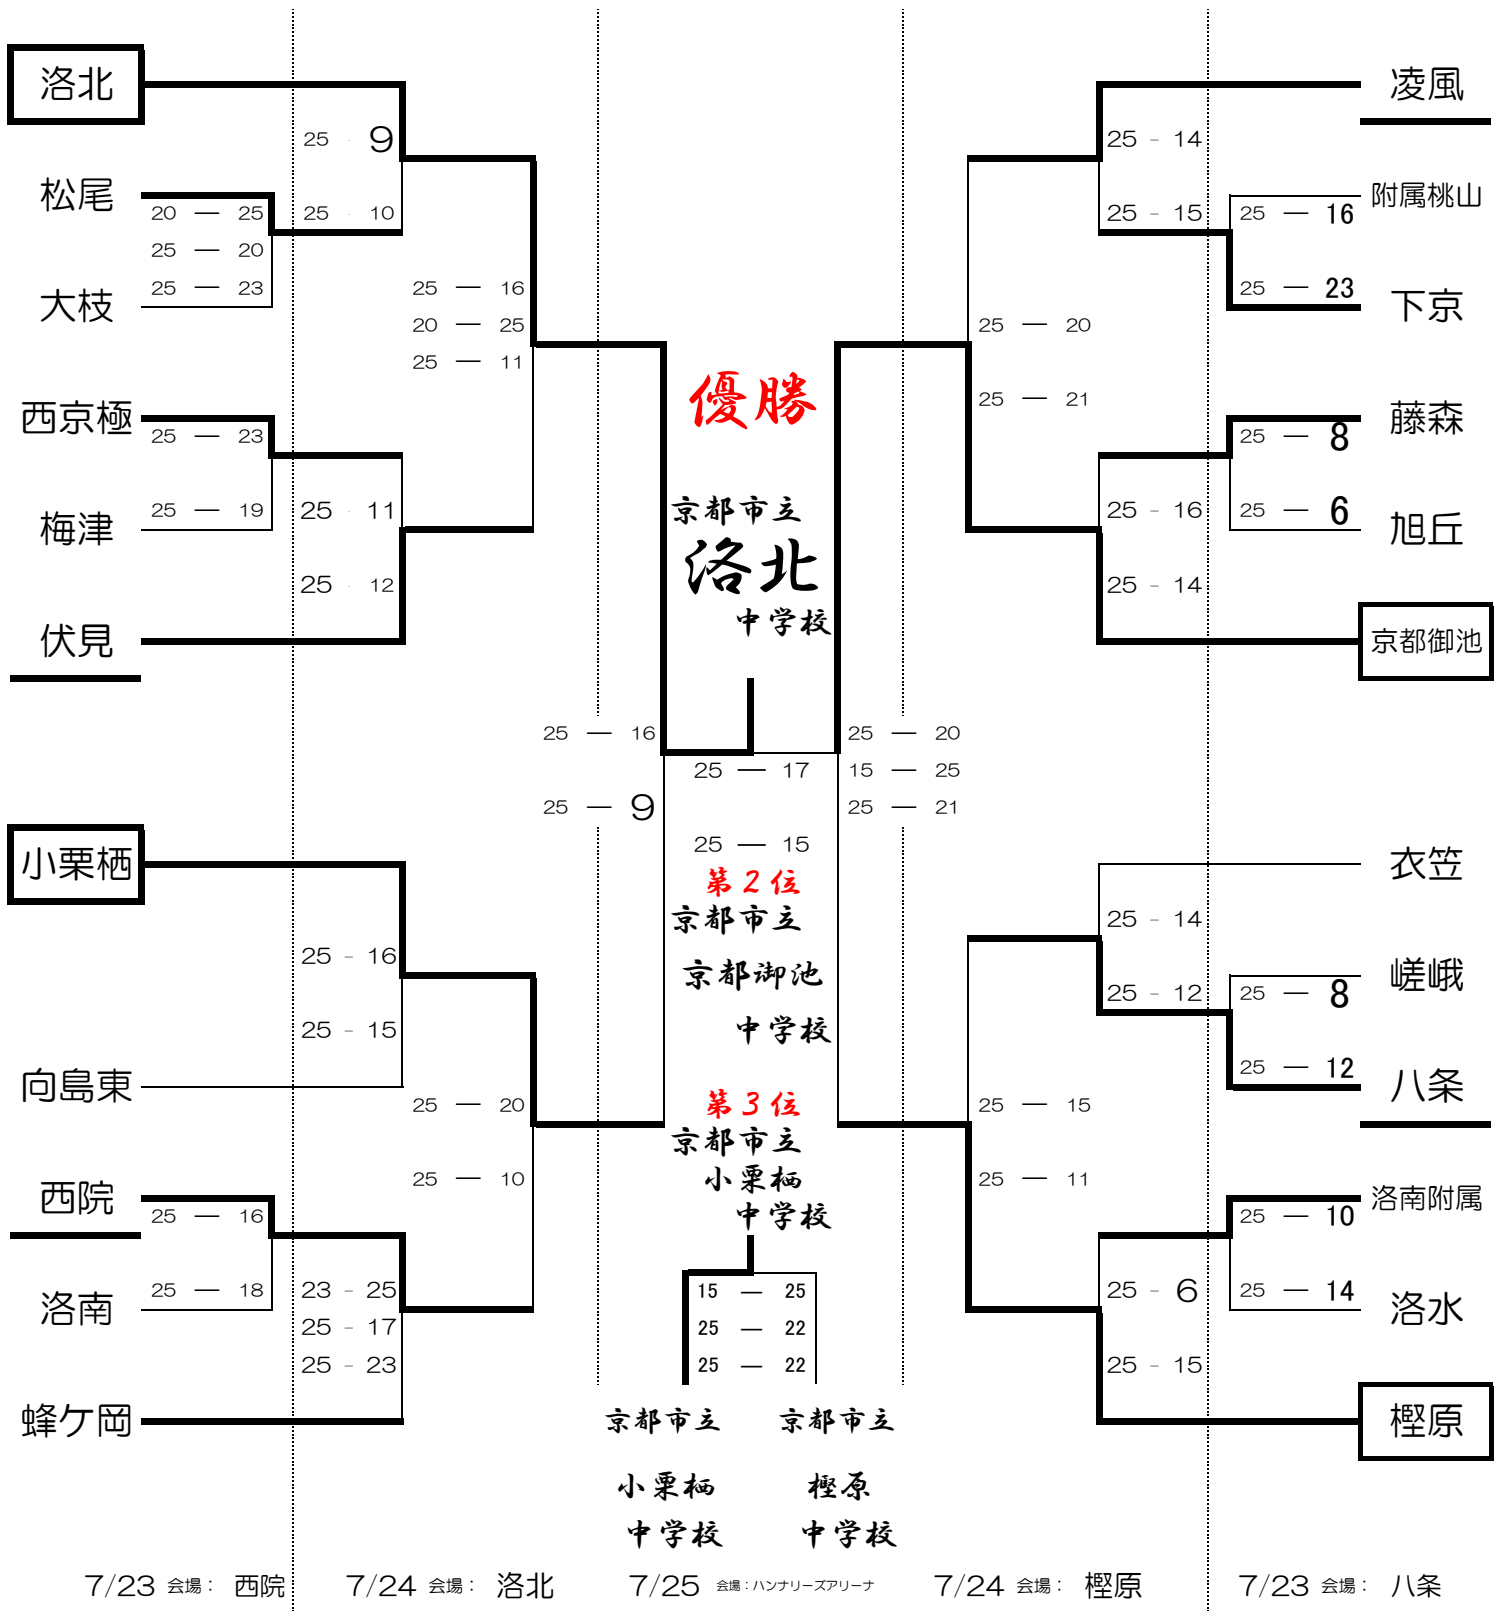 洛北
25 - 9
松尾
20 — 25
25 - 10
25 — 20
大枝
25 — 23
25 — 16
20 — 25
25 — 11
西京極
25 — 23
梅津
25 — 19
25 - 11
25 - 12
伏見
25 — 16
25 — 9
小栗栖
25 - 16
25 - 15
向島東
25 — 20
25 — 10
西院
25 — 16
洛南
25 — 18
23 - 25
25 - 17
25 - 23
蜂ケ岡
優勝
京都市立
洛北
中学校
25 — 17
25 — 15
第2位
京都市立
京都御池
中学校
第3位
京都市立
小栗栖
中学校
15 — 25
25 — 22
25 — 22
京都市立
小栗栖
中学校
京都市立
樫原
中学校
凌風
25 - 14
附属桃山
25 - 15
25 — 16
25 — 23
下京
25 — 20
25 — 21
藤森
25 — 8
25 - 16
25 — 6
旭丘
25 - 14
京都御池
25 — 20
15 — 25
25 — 21
衣笠
25 - 14
嵯峨
25 - 12
25 — 8
25 — 12
八条
25 — 15
25 — 11
洛南附属
25 — 10
25 - 6
25 — 14
洛水
25 - 15
樫原
7/23 会場： 西院
7/24 会場： 洛北
7/25 会場：ハンナリーズアリーナ
7/24 会場： 樫原
7/23 会場： 八条